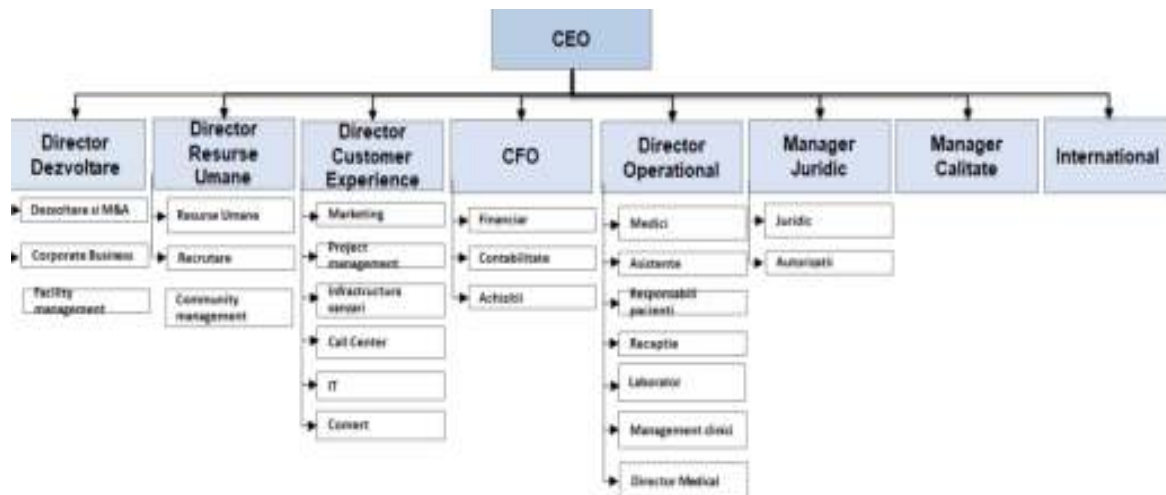 CEO
Director
Dezvoltare
Director
Resurse
Umane
Director
Customer
Experience
CFO
Director
Operational
Manager
Juridic
Manager
Calitate
International
Dezvoltare si M&A
Corporate Business
Facility
management
Resurse Umane
Recrutare
Community
management
Marketing
Project
management
Infrastructura
Call Center
IT
Comert
Financiar
Contabilitate
Achizitii
Medici
Asistente
Responsabili
pacienti
Receptie
Laborator
Management clinici
Director Medical
Juridic
Autorizatii